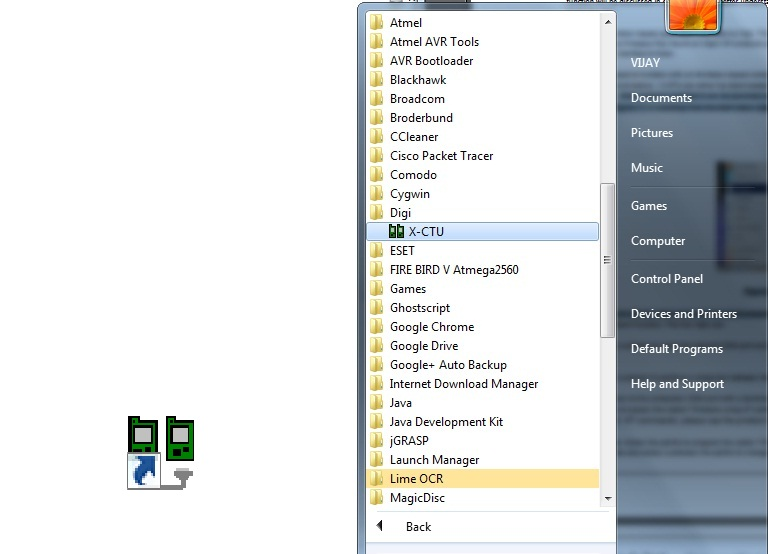 Atmel
Atmel AVR Tools
AVR Bootloader
Blackhawk
Broadcom
Broderbund
CCleaner
Cisco Packet Tracer
Comodo
Cygwin
Digi
X-CTU
ESET
FIRE BIRD V Atmega2560
Games
Ghostscript
Google Chrome
Google Drive
Google+ Auto Backup
Internet Download Manager
Java
Java Development Kit
jGRASP
Launch Manager
Lime OCR
MagicDisc
Back
VIJAY
Documents
Pictures
Music
Games
Computer
Control Panel
Devices and Printers
Default Programs
Help and Support